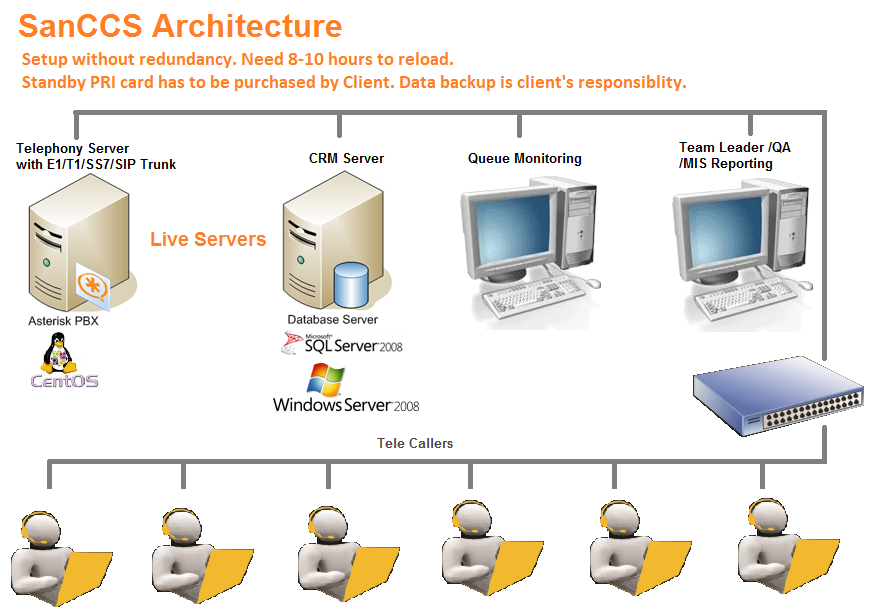 SanCCS Architecture
Setup without redundancy. Need 8-10 hours to reload.
Standby PRI card has to be purchased by Client. Data backup is client's responsiblity.
Telephony Server
with E1/T1/SS7/SIP Trunk
CRM Server
Queue Monitoring
Team Leader /QA
/MIS Reporting
Live Servers
Asterisk PBX
CentOS
Database Server
Microsoft
SQL Server 2008
Windows Server 2008
Tele Callers